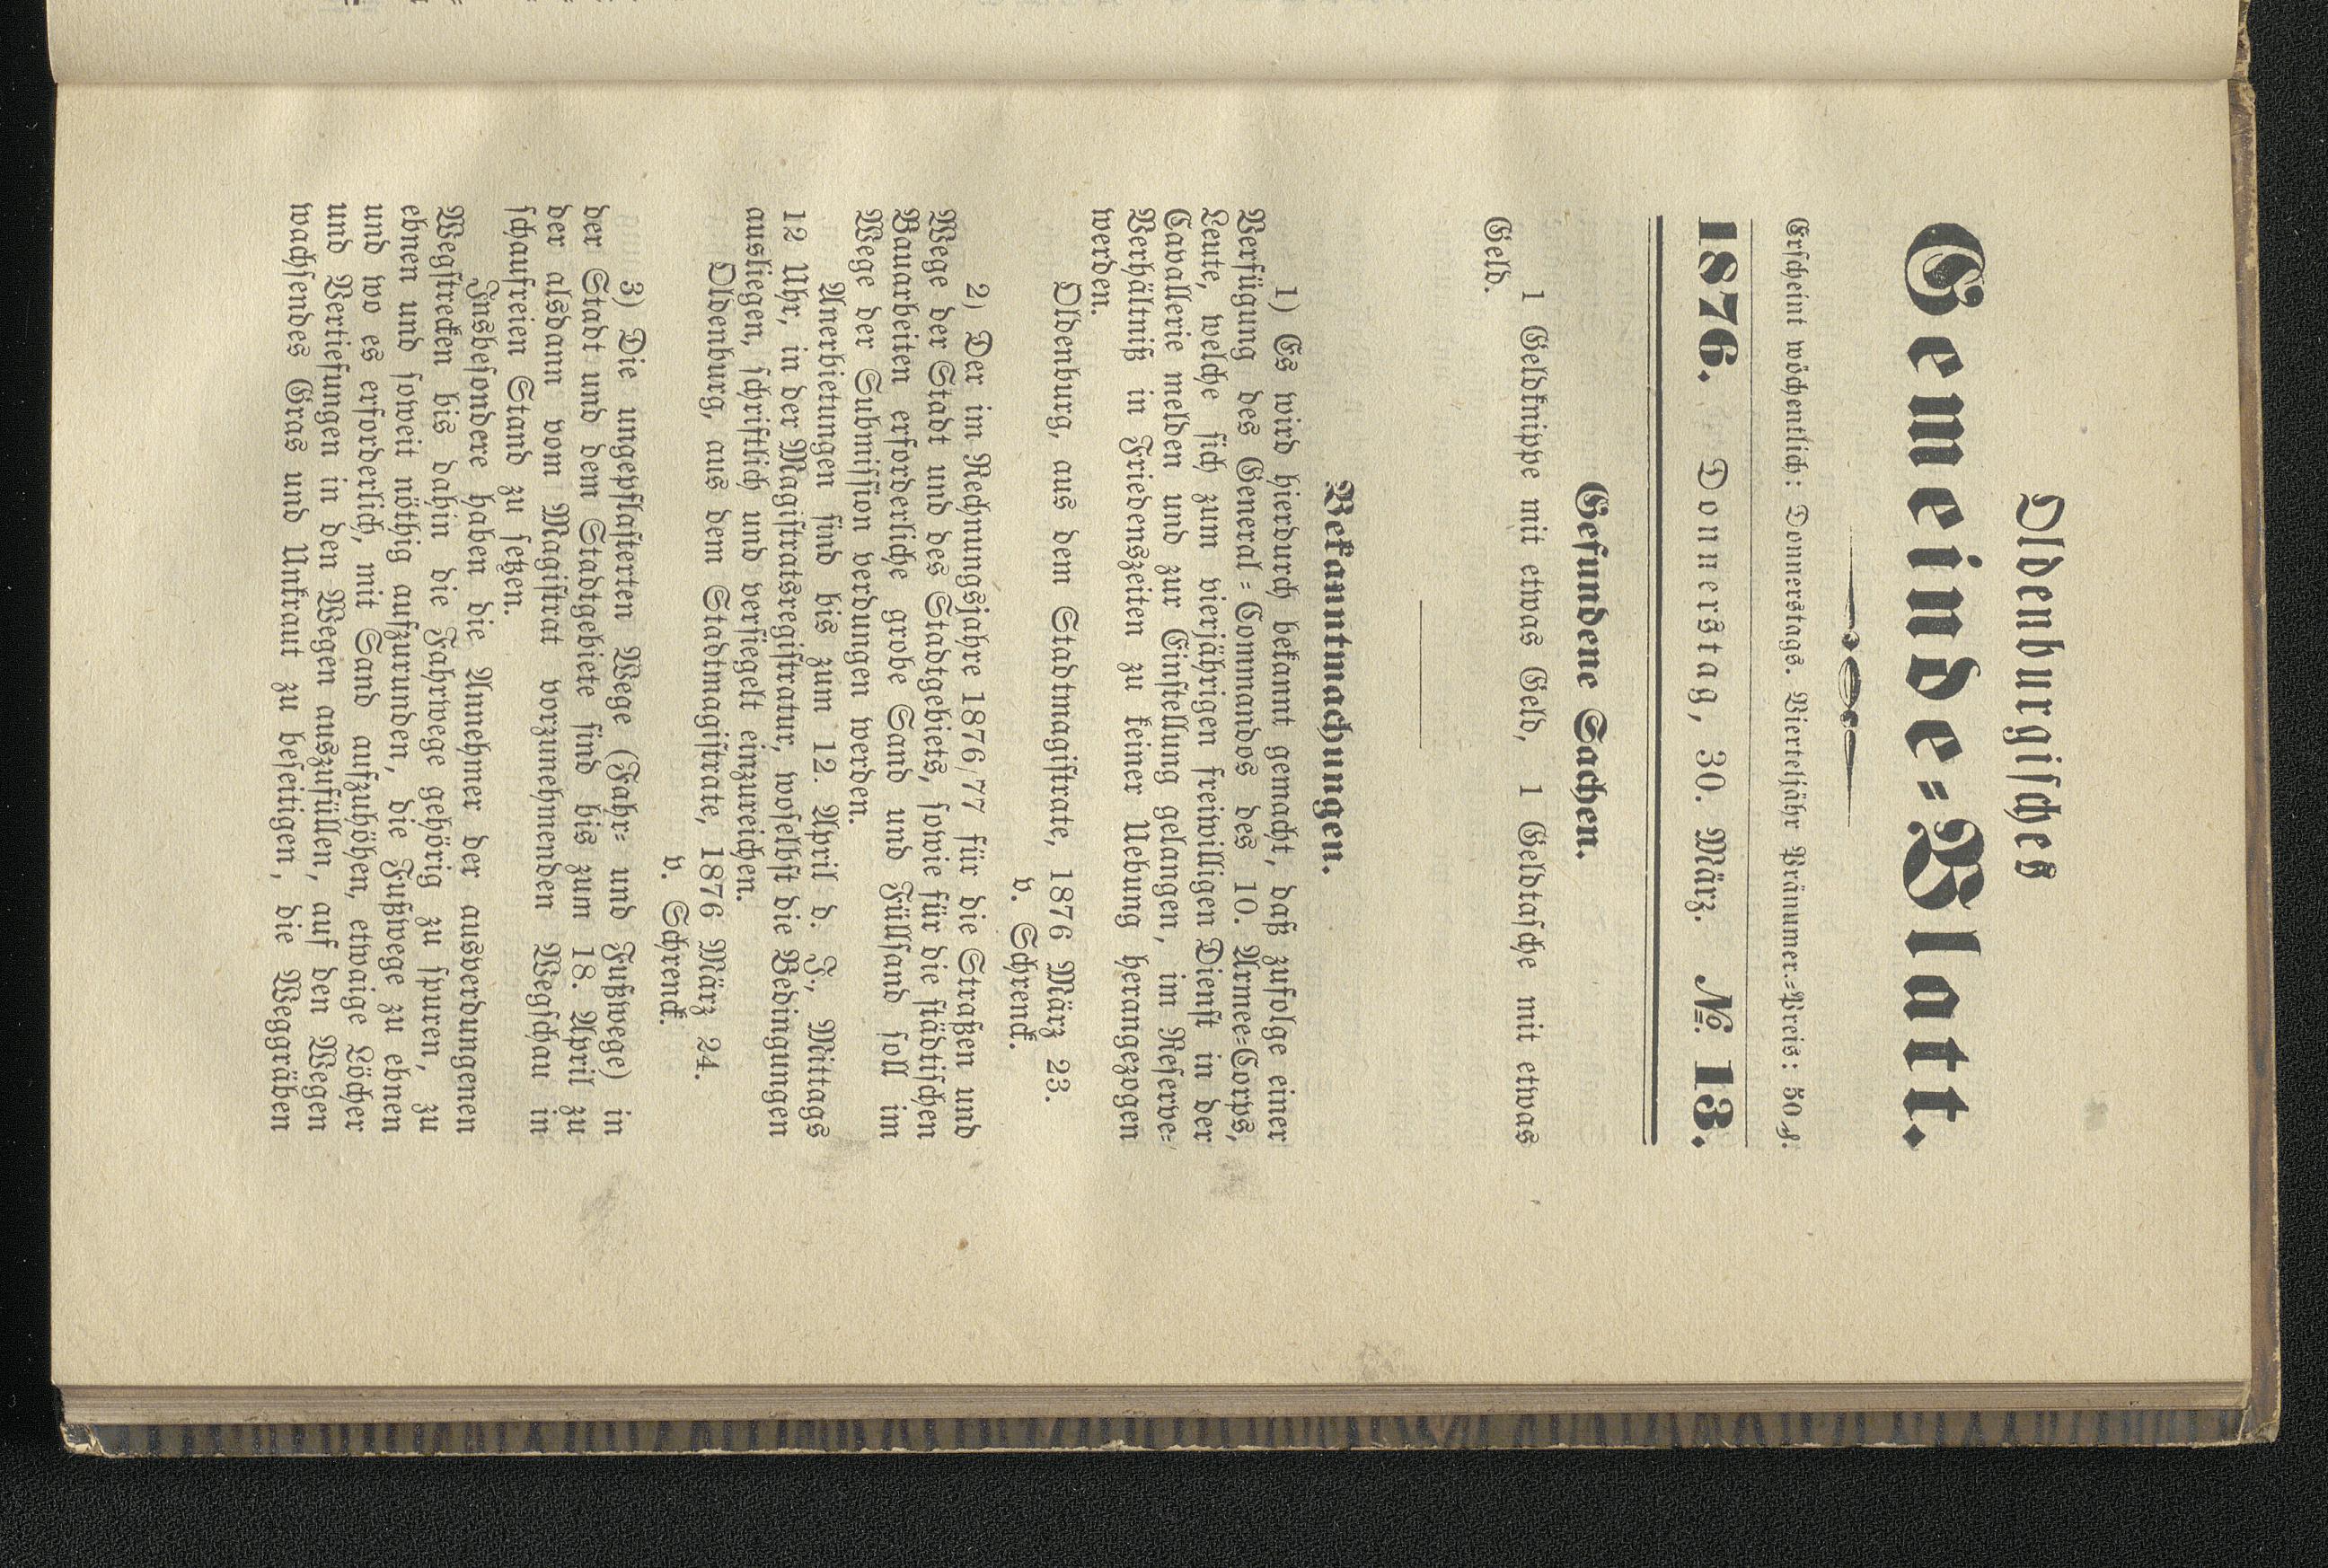 Oldenburgisches
Gemeinde-Blatt.
Erscheint wöchentlich: Donnerstags. Vierteljähr Pränumer.-Preis: 50 ₰.
1876. Donnerstag, 30. März. №. 13.
Gefundene Sachen.
1 Geldknippe mit etwas Geld, 1 Geldtasche mit etwas
Geld.
Bekanntmachungen.
1) Es wird hierdurch bekannt gemacht, daß zufolge einer
Verfügung des General-Commandos des 10. Armee-Corps,
Leute, welche sich zum vierjährigen freiwilligen Dienst in der
Cavallerie melden und zur Einstellung gelangen, im Reserve-
Verhältniß in Friedenszeiten zu keiner Uebung herangezogen
werden.
Oldenburg, aus dem Stadtmagistrate, 1876 März 23.
v. Schrenck.
2) Der im Rechnungsjahre 1876/77 für die Straßen und
Wege der Stadt und des Stadtgebiets, sowie für die städtischen
Bauarbeiten erforderliche grobe Sand und Füllsand soll im
Wege der Submission verdungen werden.
Anerbietungen sind bis zum 12. April d. J., Mittags
12 Uhr, in der Magistratsregistratur, woselbst die Bedingungen
ausliegen, schriftlich und versiegelt einzureichen.
Oldenburg, aus dem Stadtmagistrate, 1876 März 24.
v. Schrenck.
3) Die ungepflasterten Wege (Fahr- und Fußwege) in
der Stadt und dem Stadtgebiete sind bis zum 18. April zu
der alsdann vom Magistrat vorzunehmenden Wegschau in
schaufreien Stand zu setzen.
Insbesondere haben die Annehmer der ausverdungenen
Wegstrecken bis dahin die Fahrwege gehörig zu spuren, zu
ebnen und soweit nöthig aufzurunden, die Fußwege zu ebnen
und wo es erforderlich, mit Sand aufzuhöhen, etwaige Löcher
und Vertiefungen in den Wegen auszufüllen, auf den Wegen
wachsendes Gras und Unkraut zu beseitigen, die Weggräben